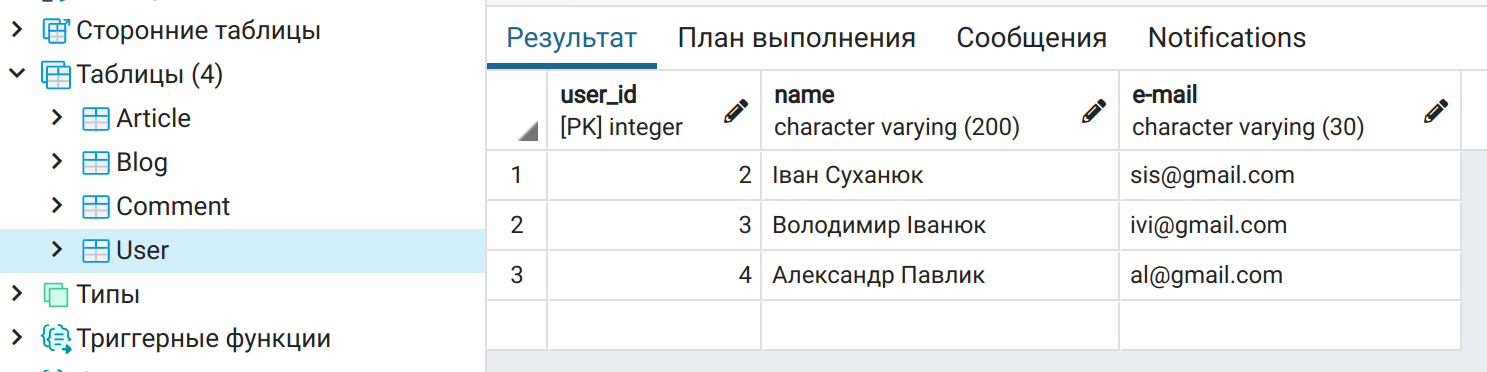 Сторонние таблицы
Таблицы (4)
Article
Blog
Comment
User
Типы
Триггерные функции
Результат План выполнения Сообщения Notifications
user_id name e-mail
[PK] integer character varying (200) character varying (30)
1 2 Іван Суханюк sis@gmail.com
2 3 Володимир Іванюк ivi@gmail.com
3 4 Александр Павлик al@gmail.com